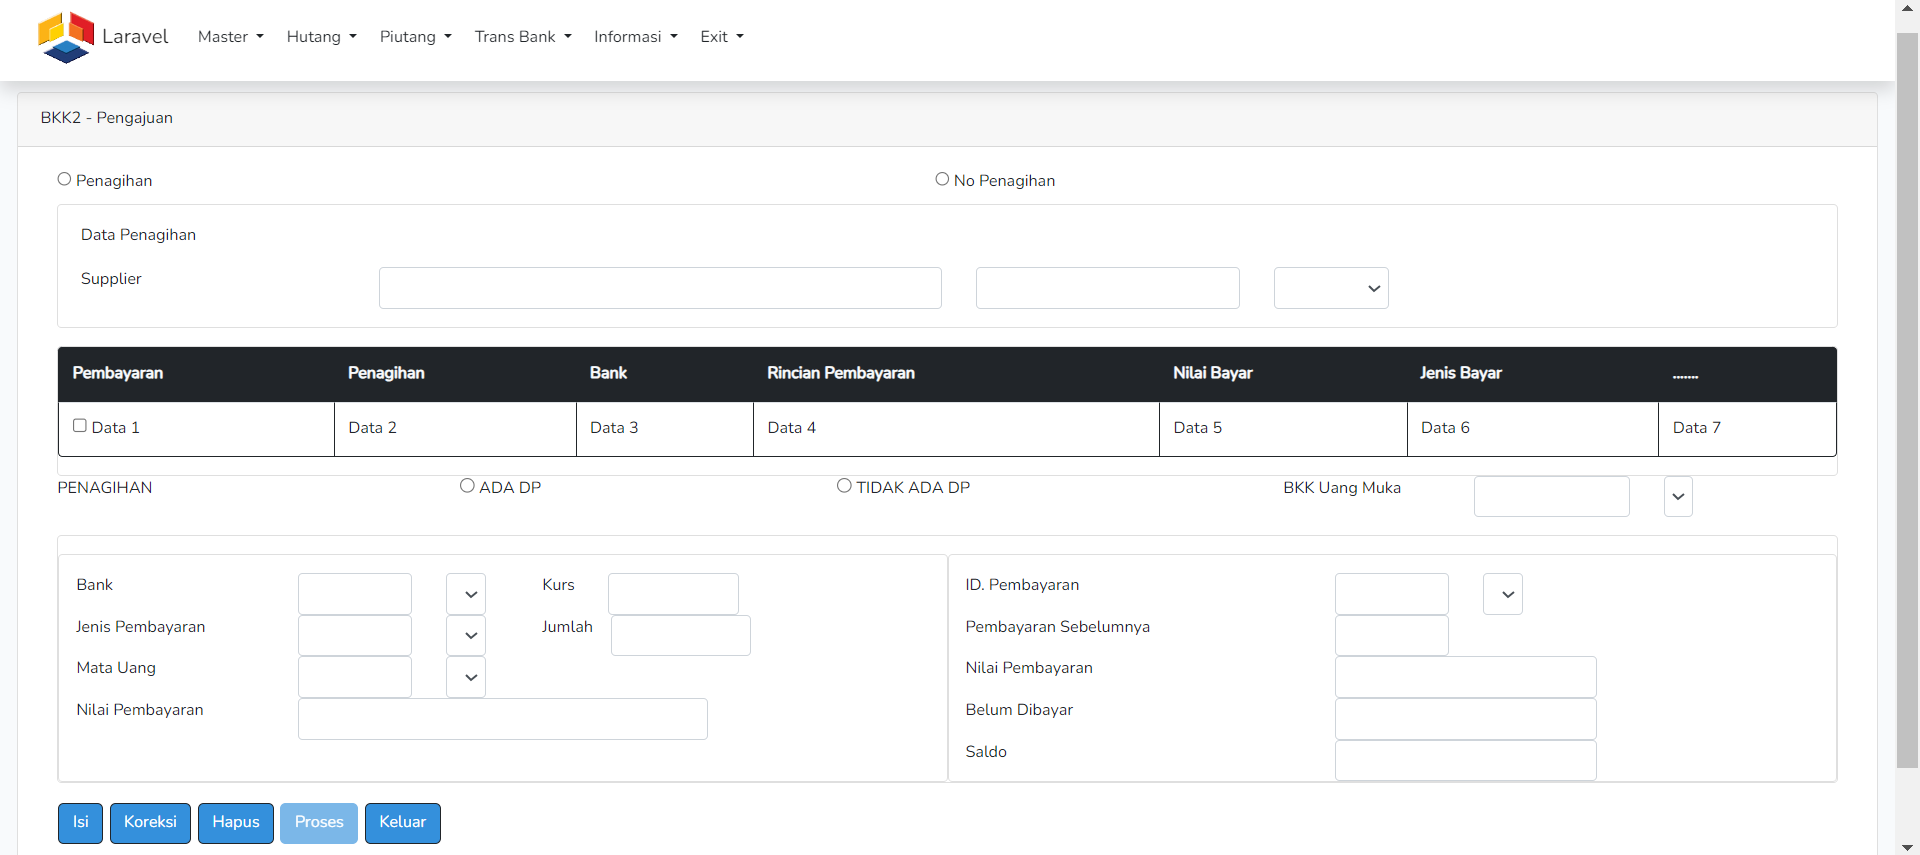 Laravel Master Hutang Piutang Trans Bank Informasi Exit
BKK2 - Pengajuan
Penagihan No Penagihan
Data Penagihan
Supplier
Pembayaran Penagihan Bank Rincian Pembayaran Nilai Bayar Jenis Bayar .......
Data 1 Data 2 Data 3 Data 4 Data 5 Data 6 Data 7
PENAGIHAN ADA DP TIDAK ADA DP BKK Uang Muka
Bank Kurs
Jenis Pembayaran Jumlah
Mata Uang
Nilai Pembayaran
ID. Pembayaran
Pembayaran Sebelumnya
Nilai Pembayaran
Belum Dibayar
Saldo
Isi Koreksi Hapus Proses Keluar